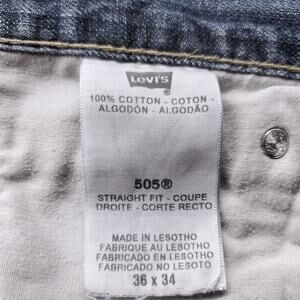 Levi's
100% COTTON - COTON -
ALGODÓN - ALGODÃO
505®
STRAIGHT FIT - COUPE
DROITE - CORTE RECTO
MADE IN LESOTHO
FABRIQUE AU LESOTHO
FABRICADO EN LESOTHO
FABRICADO NO LESOTO
36 x 34